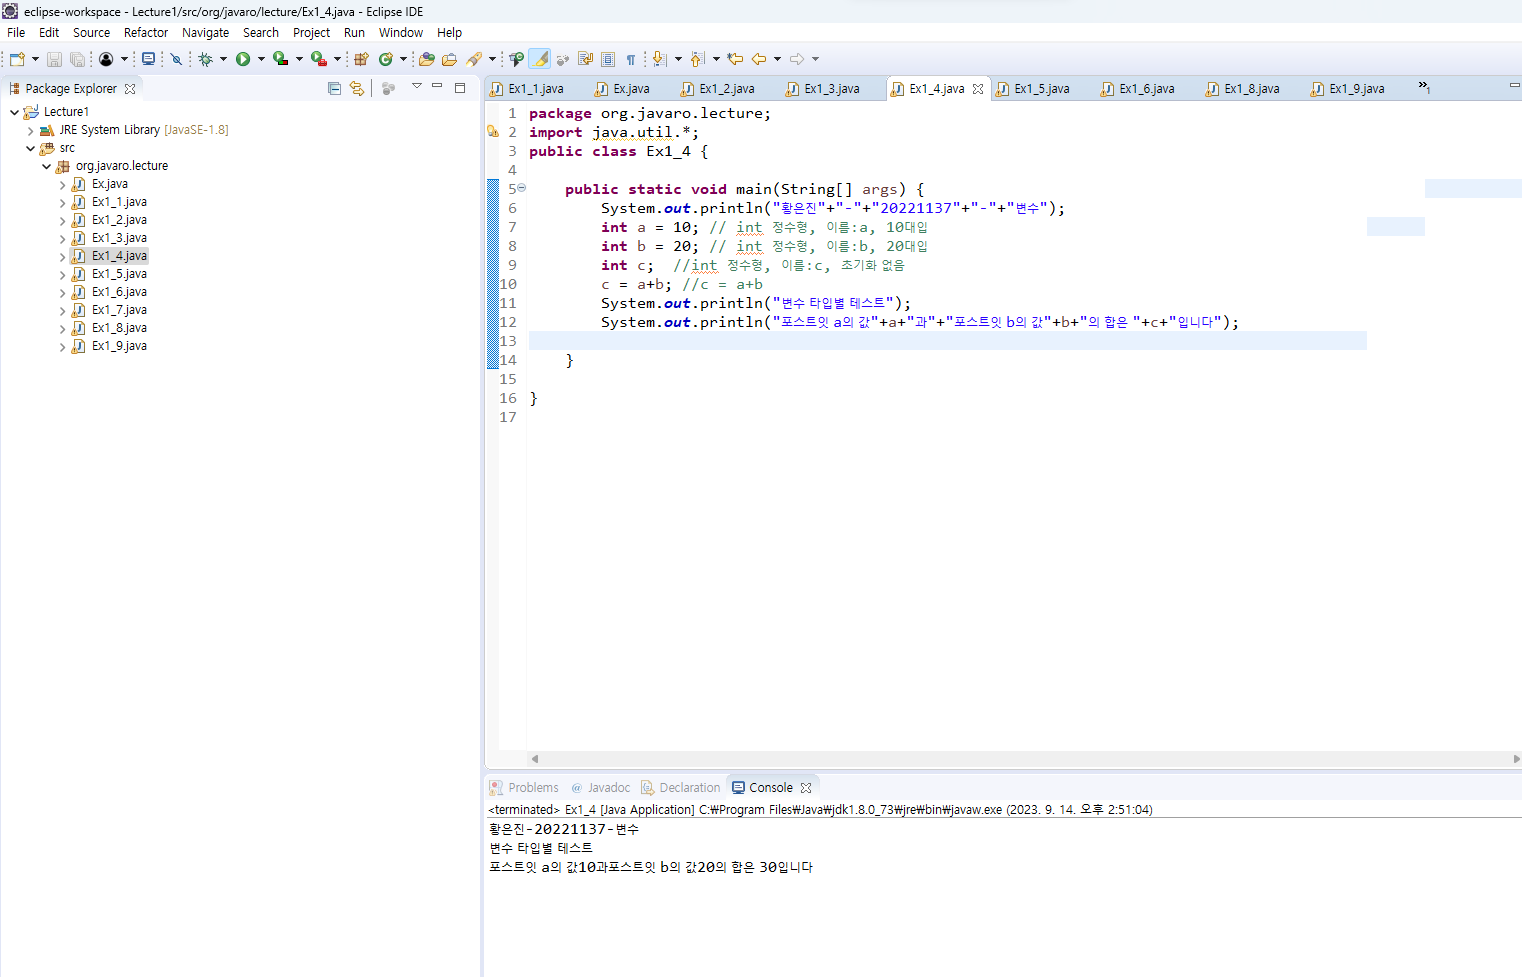 eclipse-workspace - Lecture1/src/org/javaro/lecture/Ex1_4.java - Eclipse IDE
File Edit Source Refactor Navigate Search Project Run Window Help
Package Explorer
Lecture1
JRE System Library [JavaSE-1.8]
src
org.javaro.lecture
Ex.java
Ex1_1.java
Ex1_2.java
Ex1_3.java
Ex1_4.java
Ex1_5.java
Ex1_6.java
Ex1_7.java
Ex1_8.java
Ex1_9.java
Ex1_1.java Ex.java Ex1_2.java Ex1_3.java Ex1_4.java Ex1_5.java Ex1_6.java Ex1_8.java Ex1_9.java »1
1 package org.javaro.lecture;
2 import java.util.*;
3 public class Ex1_4 {
4
5 public static void main(String[] args) {
6 System.out.println("황은진"+"-"+"20221137"+"-"+"변수");
7 int a = 10; // int 정수형, 이름:a, 10대입
8 int b = 20; // int 정수형, 이름:b, 20대입
9 int c; //int 정수형, 이름:c, 초기화 없음
10 c = a+b; //c = a+b
11 System.out.println("변수 타입별 테스트");
12 System.out.println("포스트잇 a의 값"+a+"과"+"포스트잇 b의 값"+b+"의 합은 "+c+"입니다");
13
14 }
15
16 }
17
Problems @ Javadoc Declaration Console
<terminated> Ex1_4 [Java Application] C:₩Program Files₩Java₩jdk1.8.0_73₩jre₩bin₩javaw.exe (2023. 9. 14. 오후 2:51:04)
황은진-20221137-변수
변수 타입별 테스트
포스트잇 a의 값10과포스트잇 b의 값20의 합은 30입니다